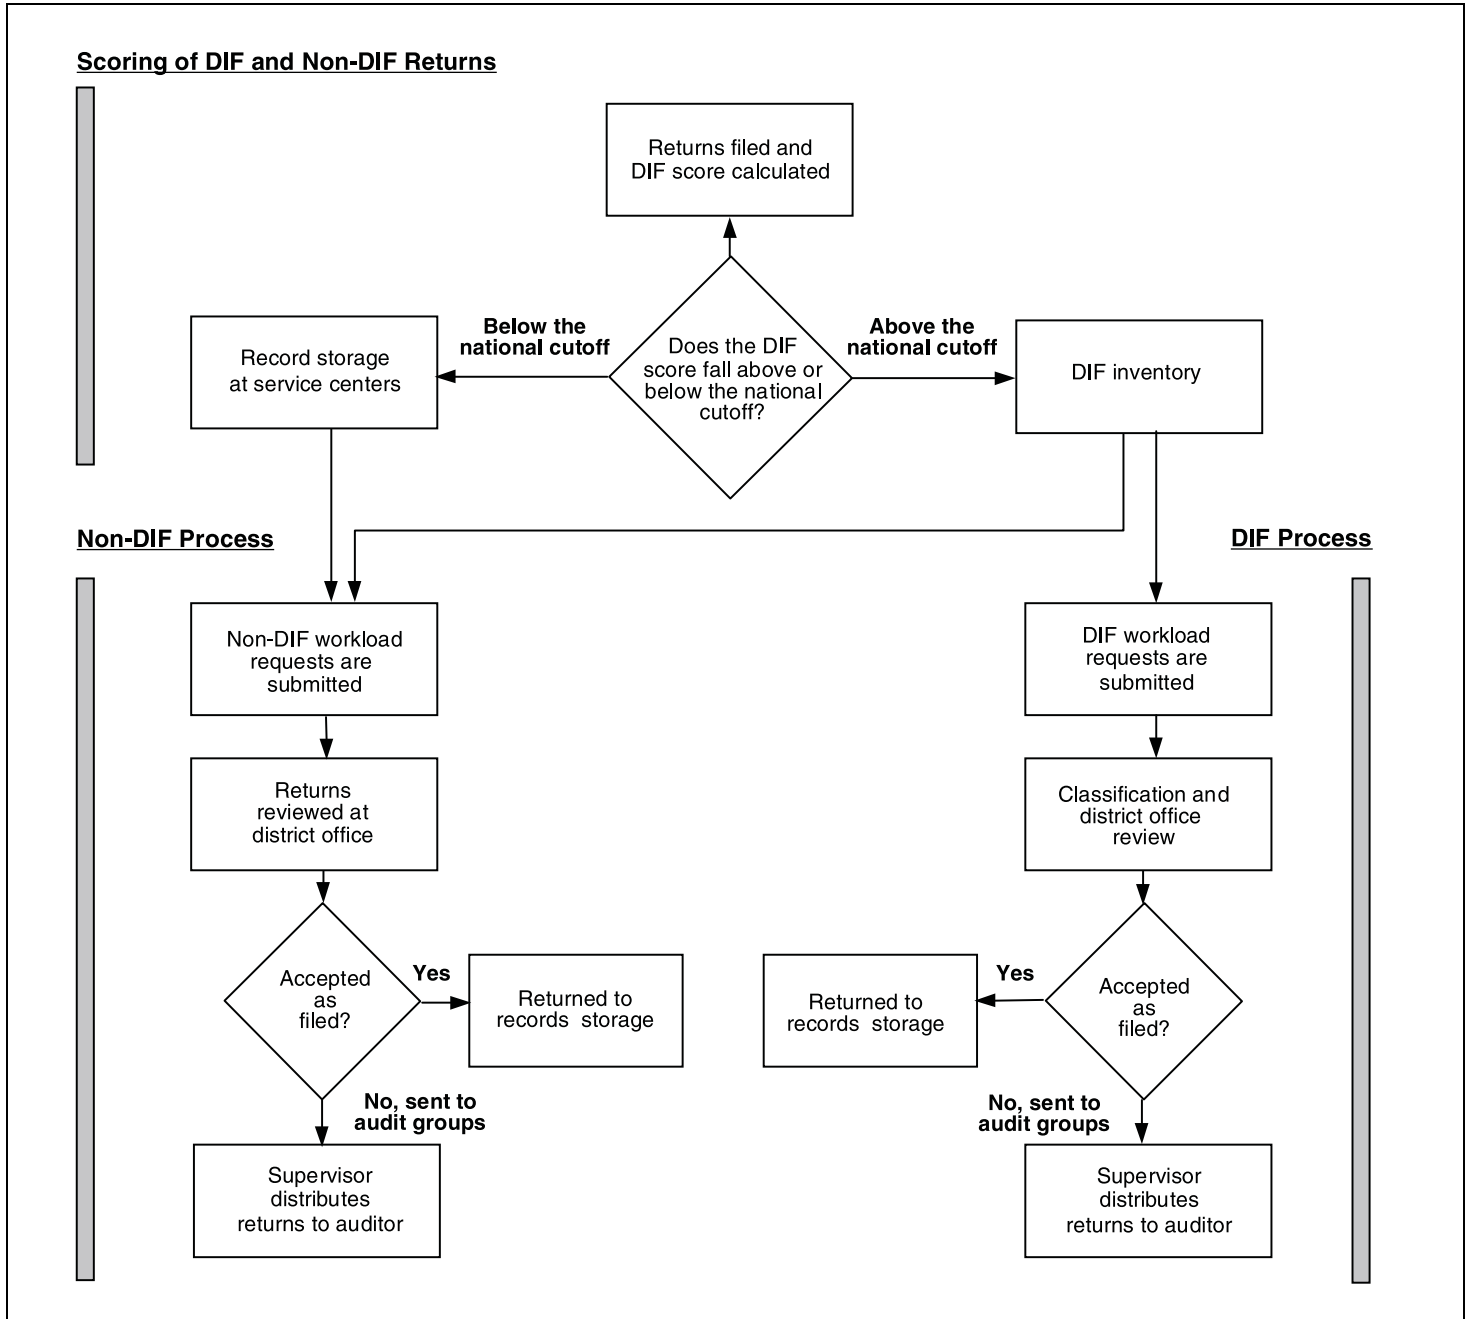 Scoring of DIF and Non-DIF Returns
Returns filed and
DIF score calculated
Below the
national cutoff
Above the
national cutoff
Record storage
at service centers
Does the DIF
score fall above or
below the national
cutoff?
DIF inventory
Non-DIF Process
DIF Process
Non-DIF workload
requests are
submitted
DIF workload
requests are
submitted
Returns
reviewed at
district office
Classification and
district office
review
Accepted
as
filed?
Yes
Returned to
records storage
Returned to
records storage
Yes
Accepted
as
filed?
No, sent to
audit groups
No, sent to
audit groups
Supervisor
distributes
returns to auditor
Supervisor
distributes
returns to auditor